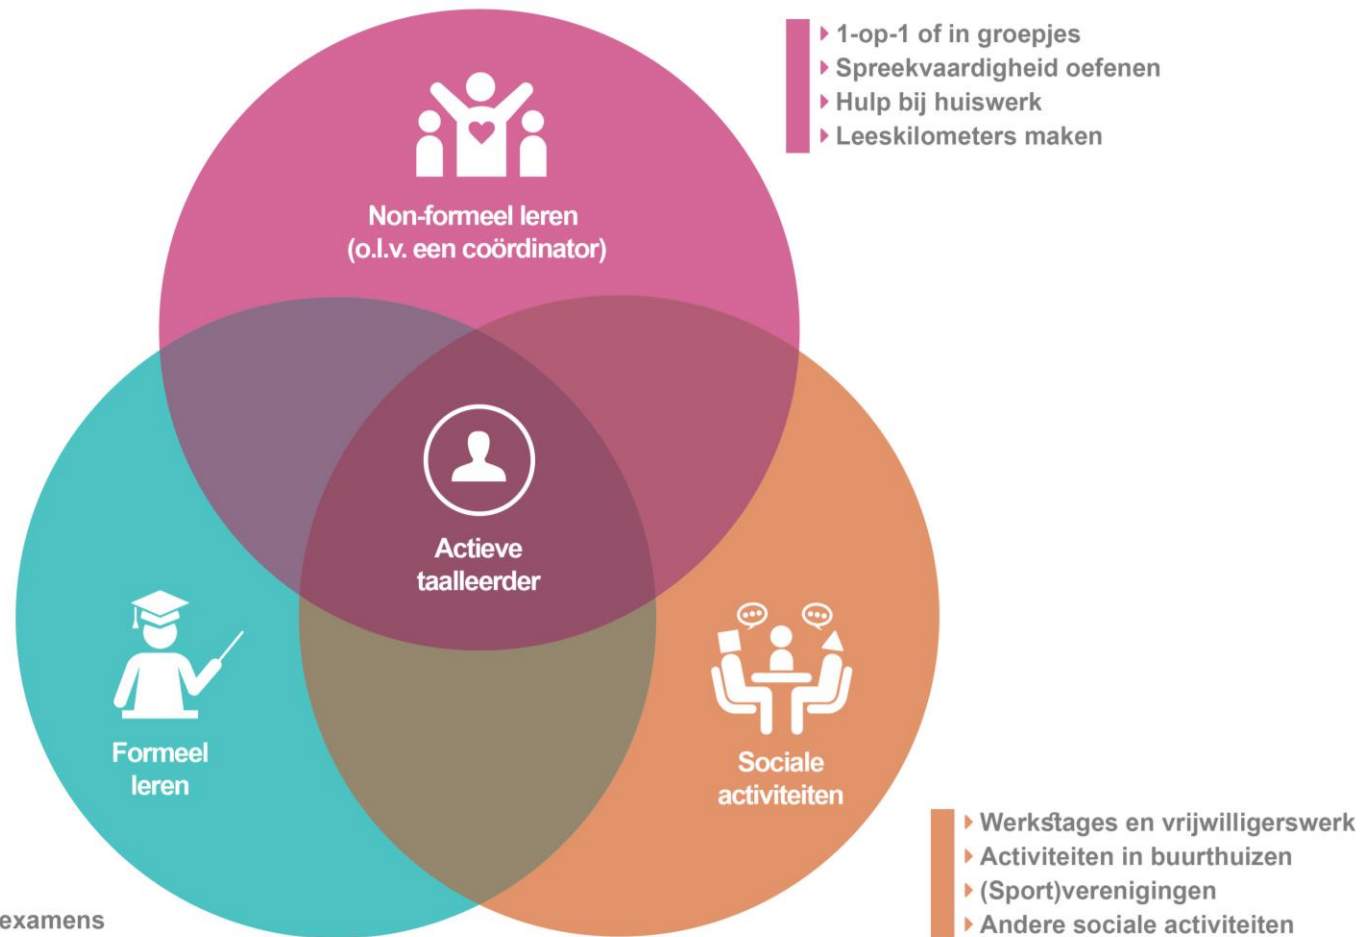 1-op-1 of in groepjes
Spreekvaardigheid oefenen
Hulp bij huiswerk
Leeskilometers maken
Non-formeel leren
(o.l.v. een coördinator)
Actieve
taalleerder
Formeel
leren
Sociale
activiteiten
Werkstages en vrijwilligerswerk
Activiteiten in buurthuizen
(Sport)verenigingen
Andere sociale activiteiten
examens